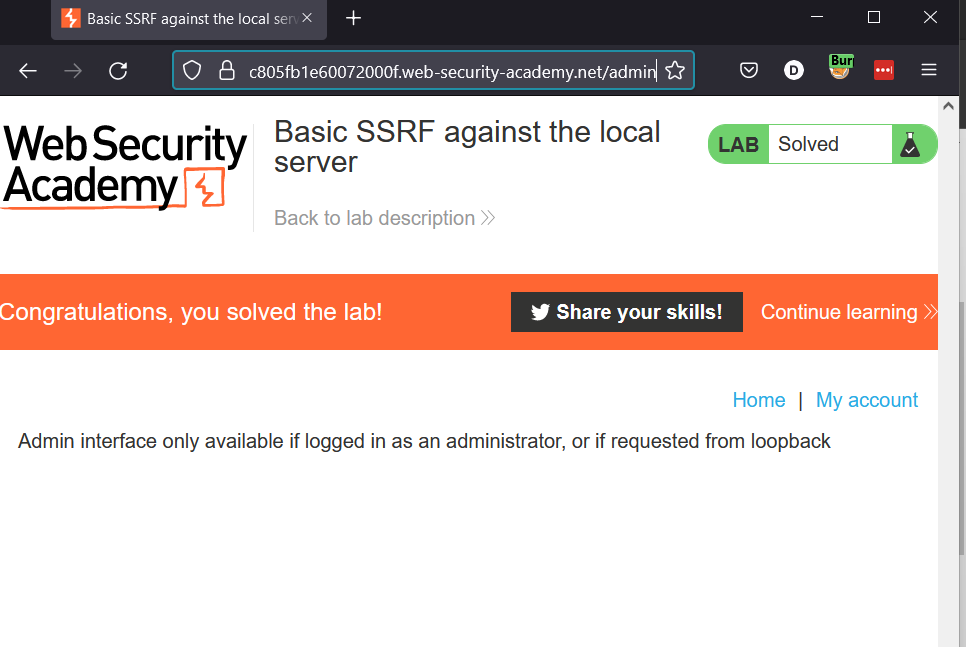 Basic SSRF against the local ser
c805fb1e60072000f.web-security-academy.net/admin
D
Bur
Web Security
Academy
Basic SSRF against the local
server
Back to lab description
LAB
Solved
Congratulations, you solved the lab!
Share your skills!
Continue learning
Home | My account
Admin interface only available if logged in as an administrator, or if requested from loopback